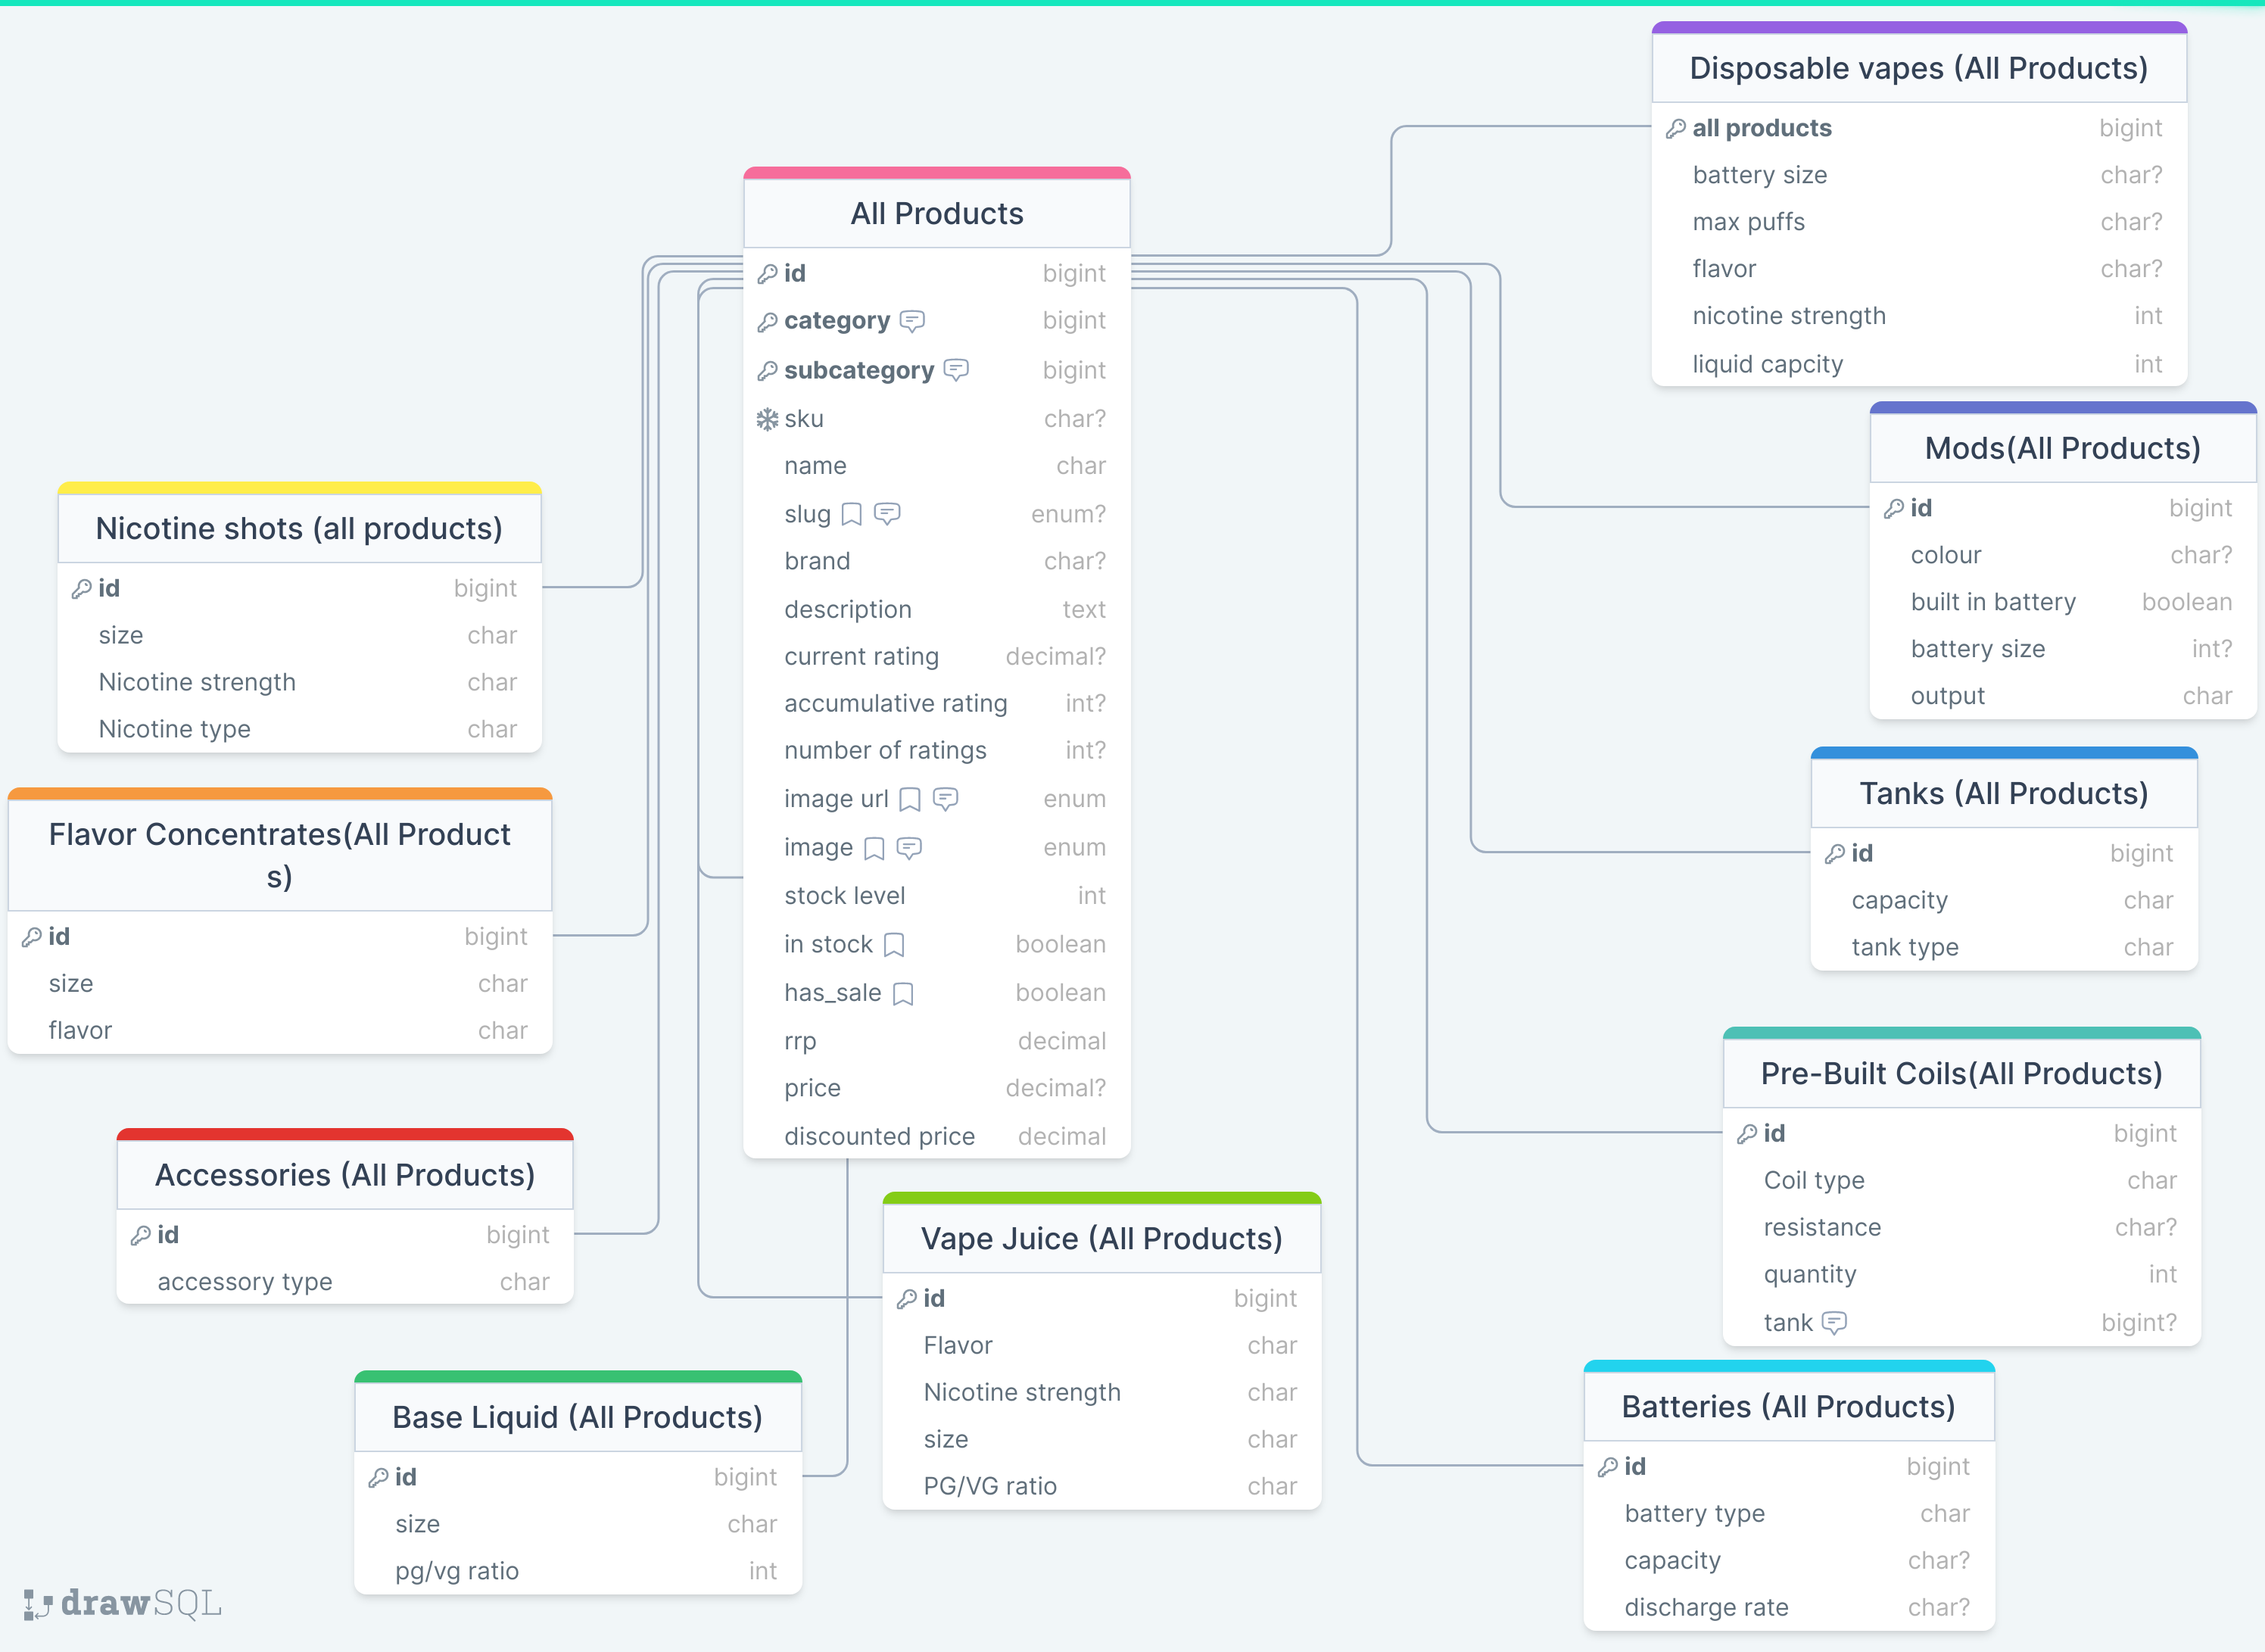 Disposable vapes (All Products)
all products bigint
battery size char?
max puffs char?
flavor char?
nicotine strength int
liquid capcity int
All Products
id bigint
category bigint
subcategory bigint
sku char?
name char
slug enum?
brand char?
description text
current rating decimal?
accumulative rating int?
number of ratings int?
image url enum
image enum
stock level int
in stock boolean
has_sale boolean
rrp decimal
price decimal?
discounted price decimal
Mods(All Products)
id bigint
colour char?
built in battery boolean
battery size int?
output char
Nicotine shots (all products)
id bigint
size char
Nicotine strength char
Nicotine type char
Tanks (All Products)
id bigint
capacity char
tank type char
Flavor Concentrates(All Product
s)
id bigint
size char
flavor char
Pre-Built Coils(All Products)
id bigint
Coil type char
resistance char?
quantity int
tank bigint?
Accessories (All Products)
id bigint
accessory type char
Vape Juice (All Products)
id bigint
Flavor char
Nicotine strength char
size char
PG/VG ratio char
Base Liquid (All Products)
id bigint
size char
pg/vg ratio int
Batteries (All Products)
id bigint
battery type char
capacity char?
discharge rate char?
drawSQL